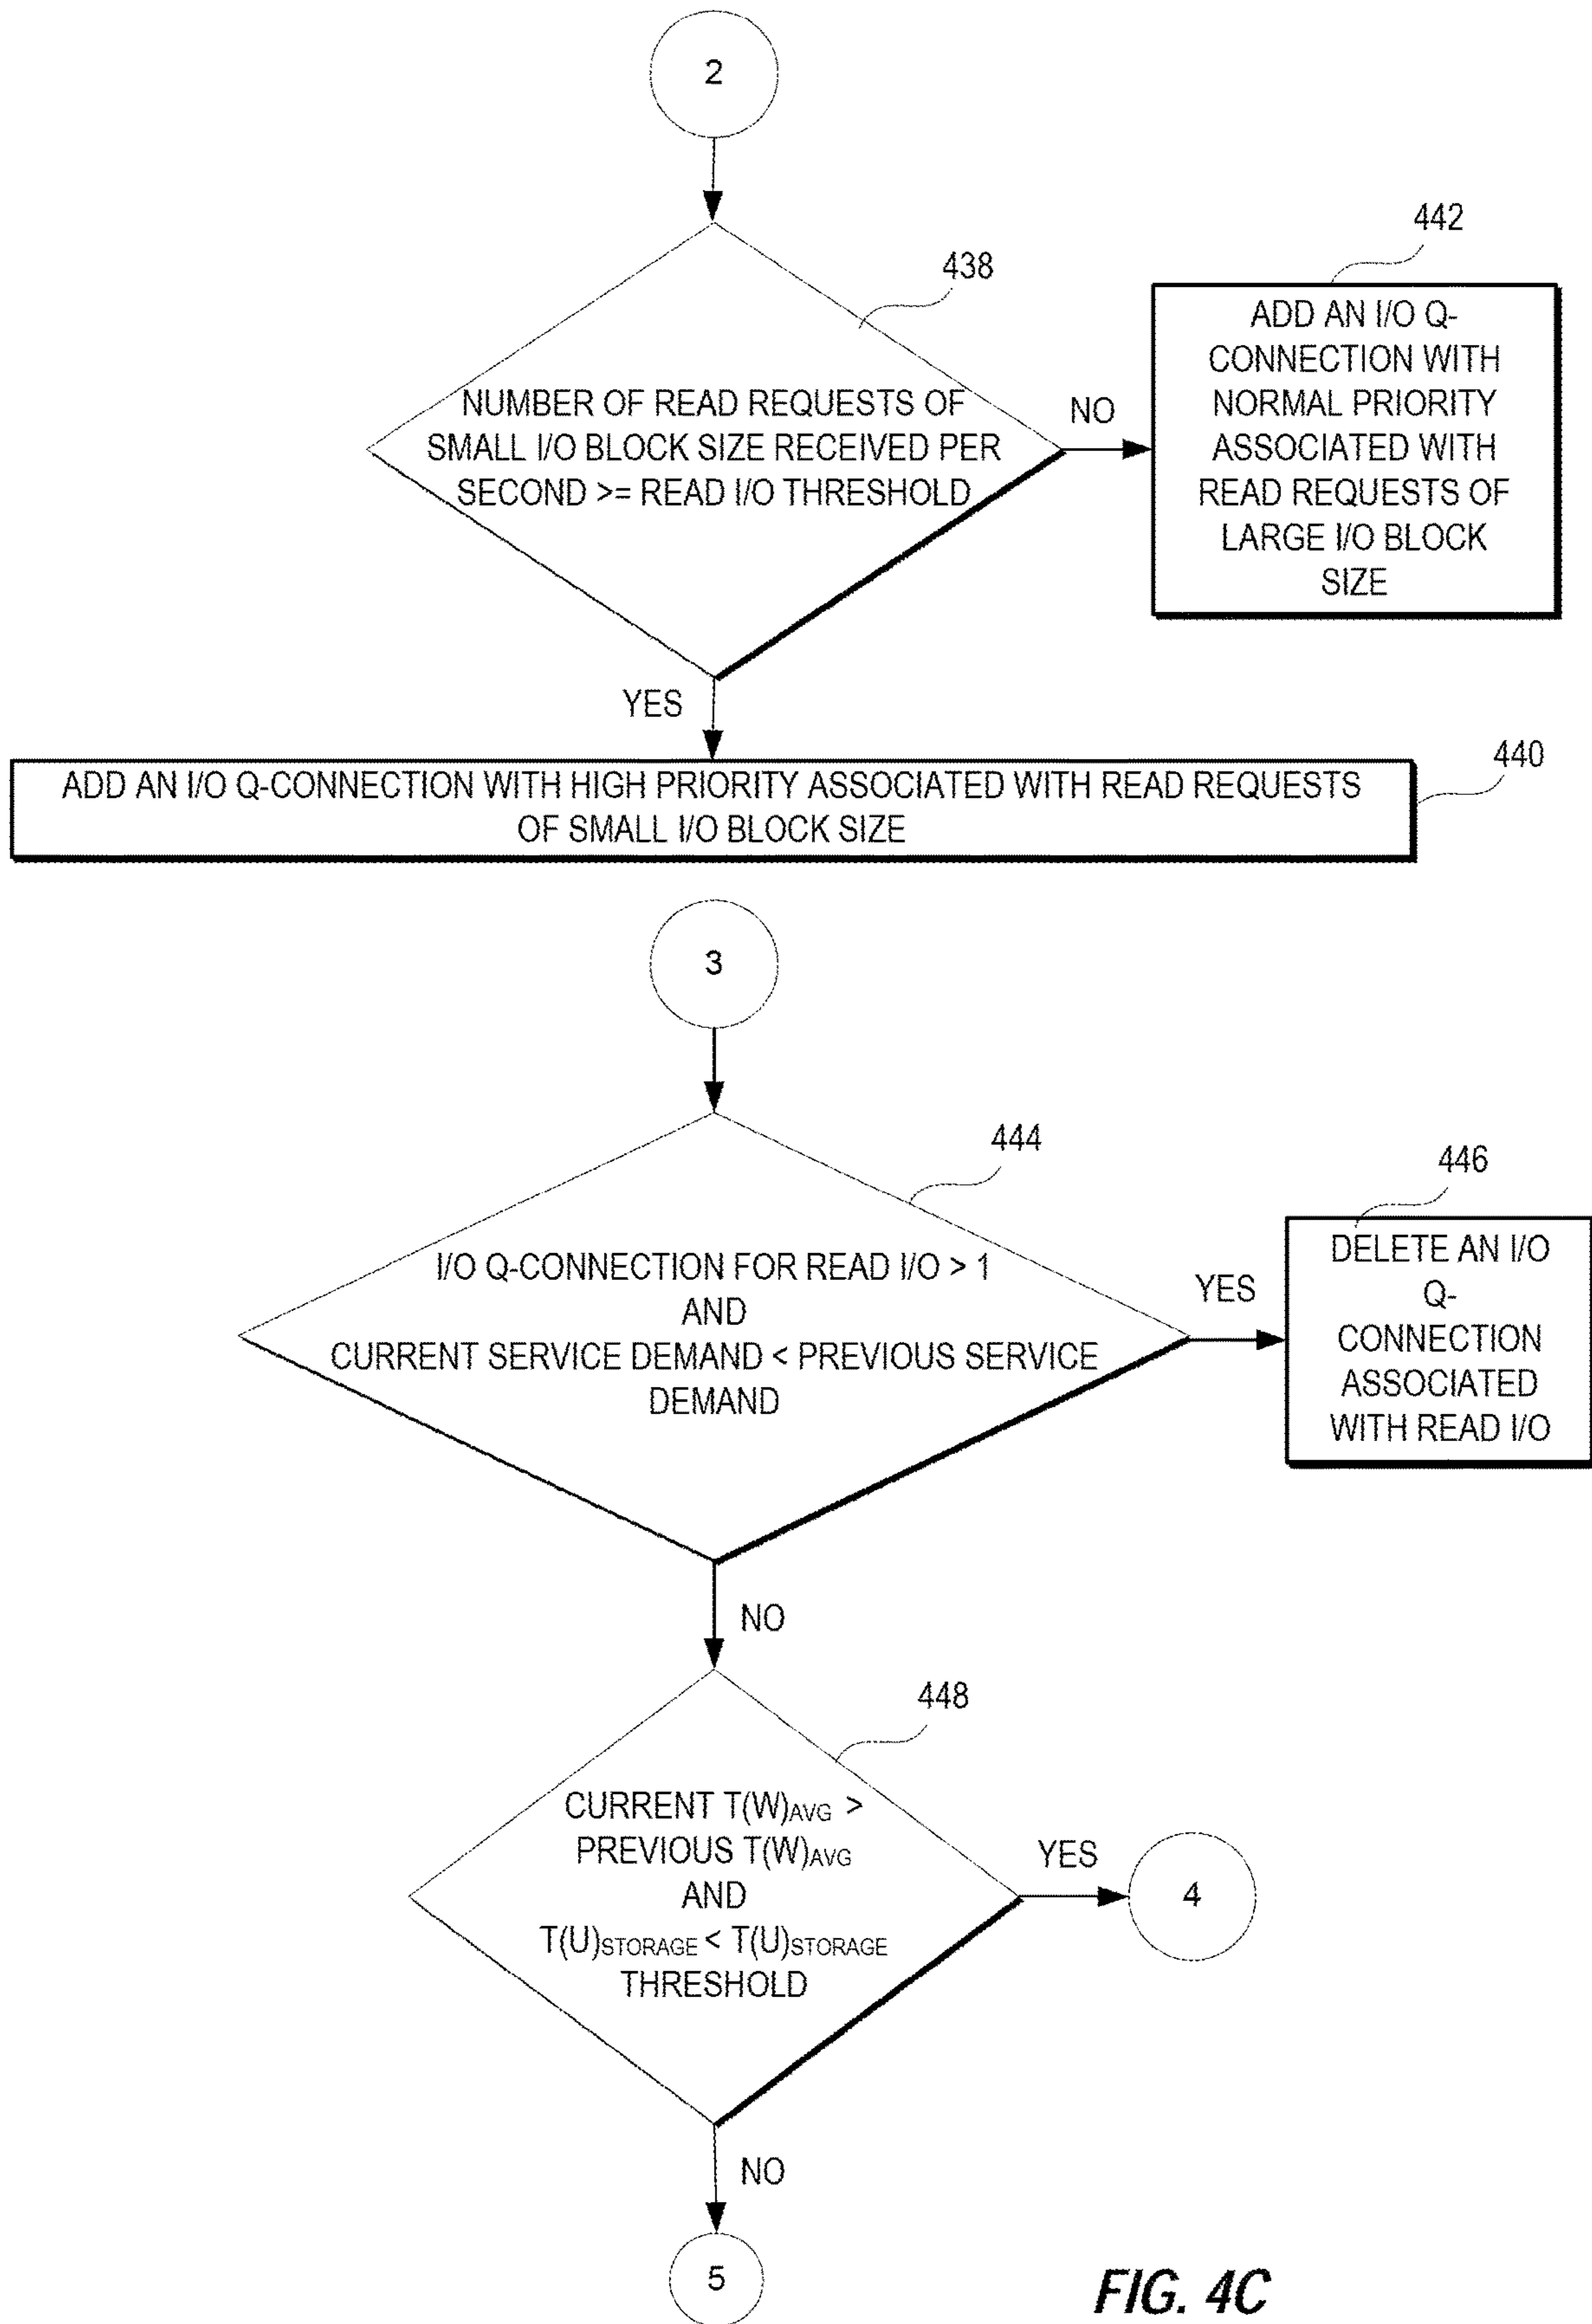 2
438
442
NUMBER OF READ REQUESTS OF
SMALL I/O BLOCK SIZE RECEIVED PER
SECOND >= READ I/O THRESHOLD
NO
ADD AN I/O Q-
CONNECTION WITH
NORMAL PRIORITY
ASSOCIATED WITH
READ REQUESTS OF
LARGE I/O BLOCK
SIZE
YES
440
ADD AN I/O Q-CONNECTION WITH HIGH PRIORITY ASSOCIATED WITH READ REQUESTS
OF SMALL I/O BLOCK SIZE
3
444
446
I/O Q-CONNECTION FOR READ I/O > 1
AND
CURRENT SERVICE DEMAND < PREVIOUS SERVICE
DEMAND
YES
DELETE AN I/O
Q-
CONNECTION
ASSOCIATED
WITH READ I/O
NO
448
CURRENT T(W)AVG >
PREVIOUS T(W)AVG
AND
T(U)STORAGE < T(U)STORAGE
THRESHOLD
YES
4
NO
5
FIG. 4C